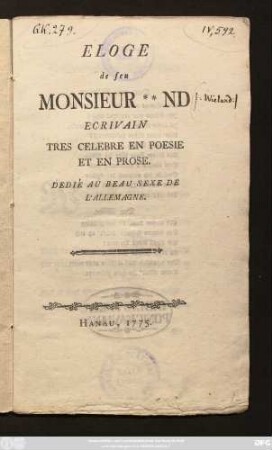 GK. 279.
IV, 592
ELOGE
de feu
MONSIEUR ** ND
/: Wieland :/
ECRIVAIN
TRES CELEBRE EN POESIE
ET EN PROSE.
DEDIÉ AU BEAU SEXE DE
L'ALLEMAGNE.
HANAU, 1775.